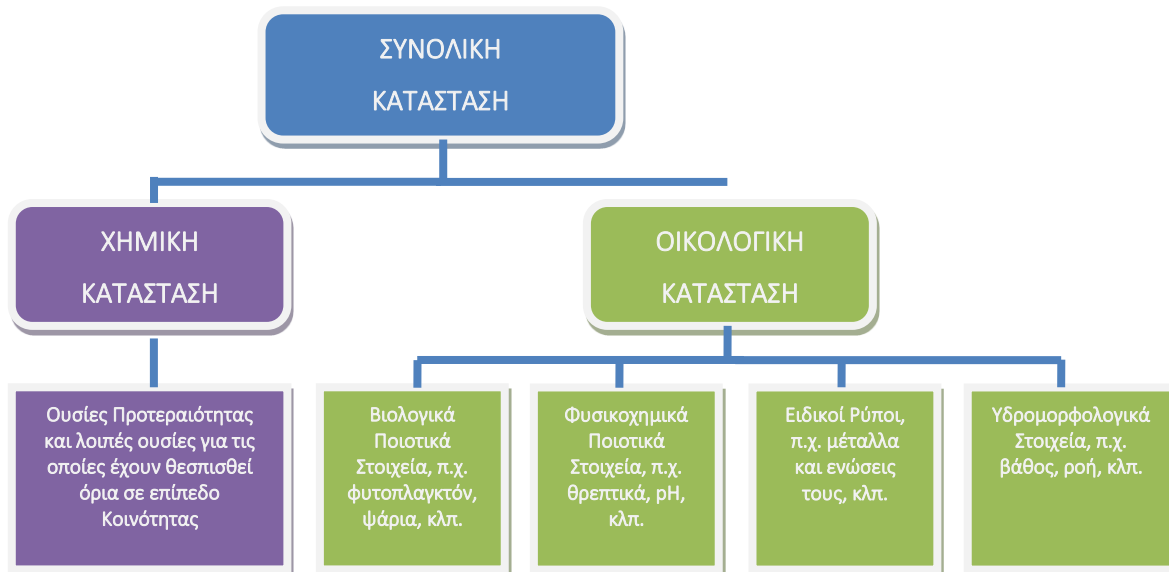 ΣΥΝΟΛΙΚΗ
ΚΑΤΑΣΤΑΣΗ
ΧΗΜΙΚΗ
ΚΑΤΑΣΤΑΣΗ
ΟΙΚΟΛΟΓΙΚΗ
ΚΑΤΑΣΤΑΣΗ
Ουσίες Προτεραιότητας
και λοιπές ουσίες για τις
οποίες έχουν θεσπισθεί
όρια σε επίπεδο
Κοινότητας
Βιολογικά
Ποιοτικά
Στοιχεία, π.χ.
φυτοπλαγκτόν,
ψάρια, κλπ.
Φυσικοχημικά
Ποιοτικά
Στοιχεία, π.χ.
θρεπτικά, pH,
κλπ.
Ειδικοί Ρύποι,
π.χ. μέταλλα
και ενώσεις
τους, κλπ.
Υδρομορφολογικά
Στοιχεία, π.χ.
βάθος, ροή, κλπ.